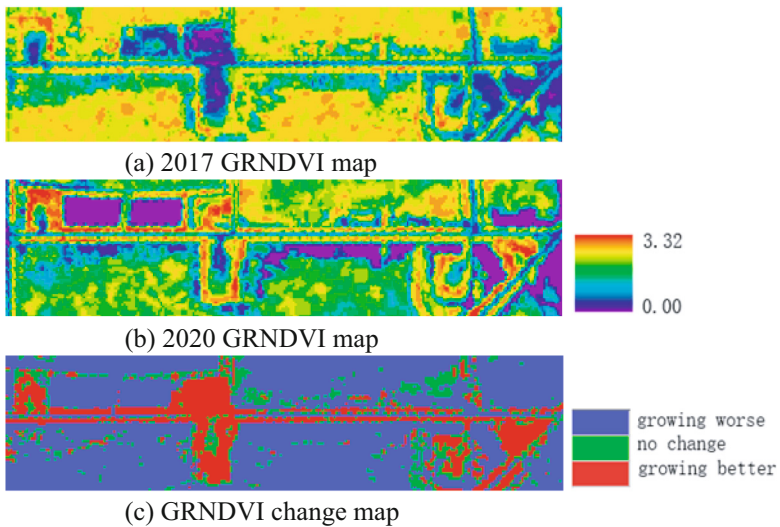 (a) 2017 GRNDVI map
(b) 2020 GRNDVI map
3.32
0.00
(c) GRNDVI change map
growing worse
no change
growing better